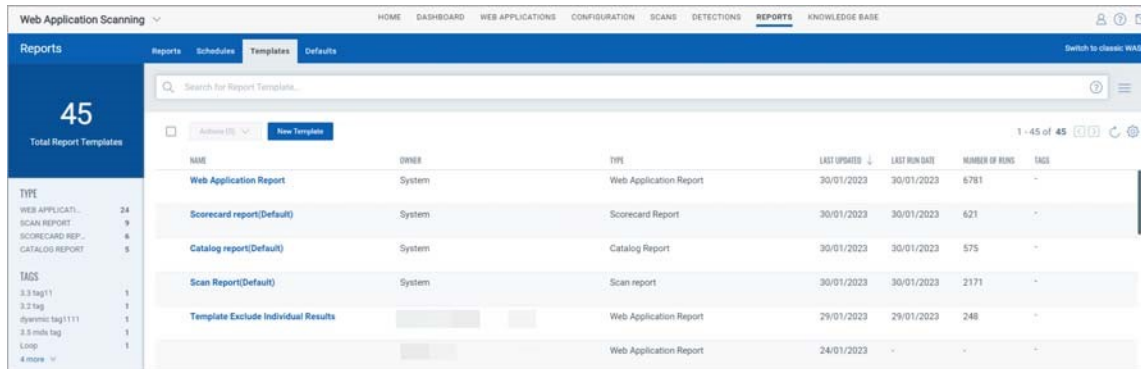 Web Application Scanning HOME DASHBOARD WEB APPLICATIONS CONFIGURATION SCANS DETECTIONS REPORTS KNOWLEDGE BASE
Reports Reports Schedules Templates Defaults Switch to classic WAS
45
Total Report Templates
Search for Report Template...
Actions (0) New Template 1 - 45 of 45
NAME OWNER TYPE LAST UPDATED LAST RUN DATE NUMBER OF RUNS TAGS
Web Application Report System Web Application Report 30/01/2023 30/01/2023 6781 -
Scorecard report(Default) System Scorecard Report 30/01/2023 30/01/2023 621 -
Catalog report(Default) System Catalog Report 30/01/2023 30/01/2023 575 -
Scan Report(Default) System Scan report 30/01/2023 30/01/2023 2171 -
Template Exclude Individual Results Web Application Report 29/01/2023 29/01/2023 248 -
Web Application Report 24/01/2023 - - -
TYPE
WEB APPLICATI... 24
SCAN REPORT 9
SCORECARD REP... 6
CATALOG REPORT 5
TAGS
3.3 tag11 1
3.2 tag 1
dywnmic tag1111 1
3.5 mds tag 1
Loop 1
4 more